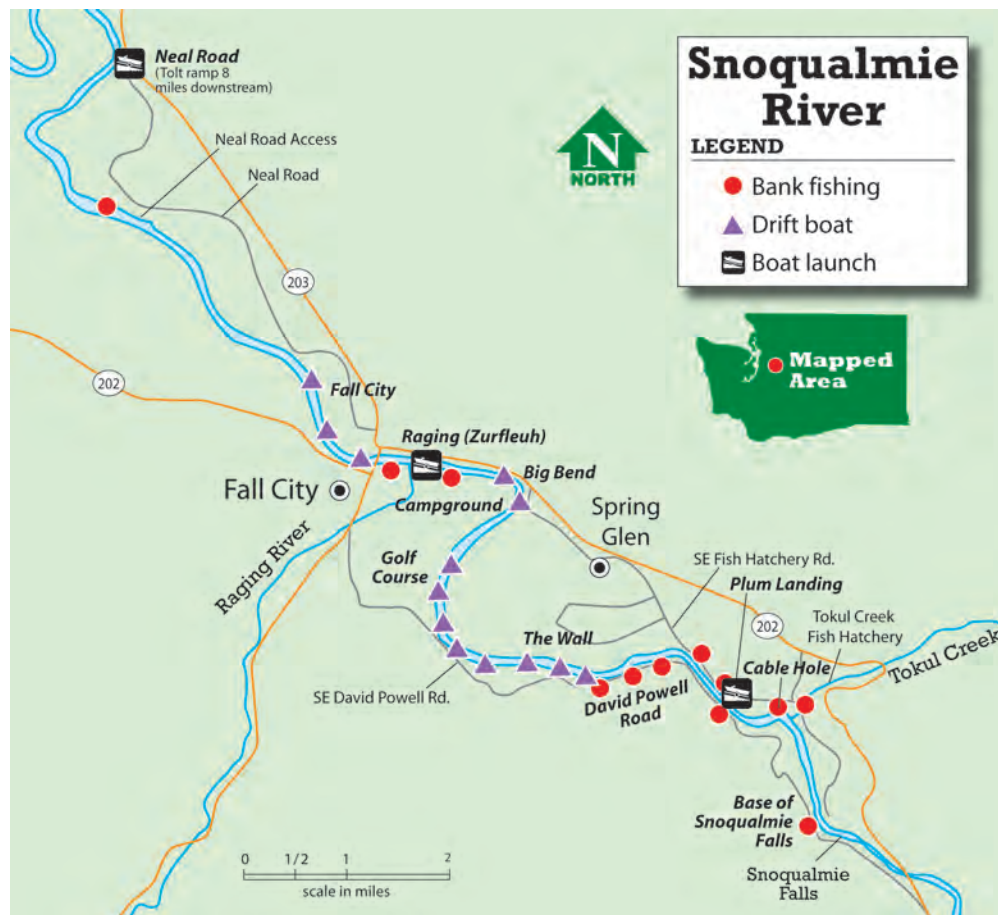 Neal Road
(Tolt ramp 8
miles downstream)
Snoqualmie
River
LEGEND
Bank fishing
Drift boat
Boat launch
N
NORTH
Neal Road Access
Neal Road
203
202
Mapped
Area
Fall City
Raging (Zurfleuh)
Big Bend
Fall City
Campground
Spring
Glen
Raging River
Golf
Course
SE Fish Hatchery Rd.
Plum Landing
Tokul Creek
Fish Hatchery
202
The Wall
Cable Hole
Tokul Creek
SE David Powell Rd.
David Powell
Road
Base of
Snoqualmie
Falls
Snoqualmie
Falls
0 1/2 1 2
scale in miles